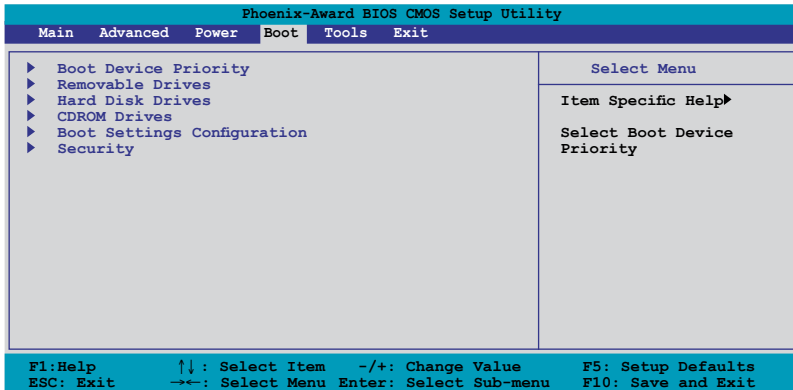 Phoenix-Award BIOS CMOS Setup Utility
Main Advanced Power Boot Tools Exit
Boot Device Priority
Removable Drives
Hard Disk Drives
CDROM Drives
Boot Settings Configuration
Security
Select Menu
Item Specific Help
Select Boot Device
Priority
F1:Help ↑↓: Select Item -/+: Change Value F5: Setup Defaults
ESC: Exit →←: Select Menu Enter: Select Sub-menu F10: Save and Exit